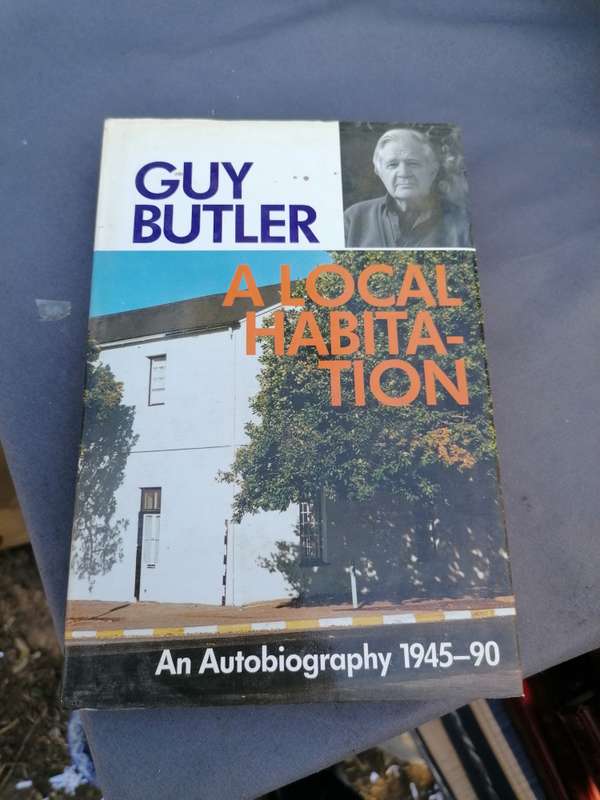 GUY
BUTLER
A LOCAL
HABITA-
TION
An Autobiography 1945–90